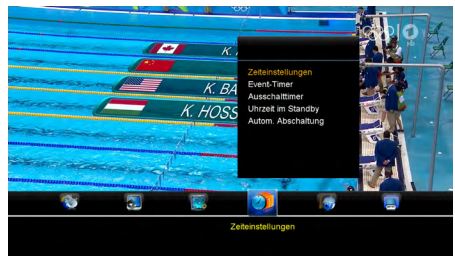 K.
K. BA
K. HOSS
Zeiteinstellungen
Event-Timer
Ausschalttimer
Uhrzeit im Standby
Autom. Abschaltung
Zeiteinstellungen